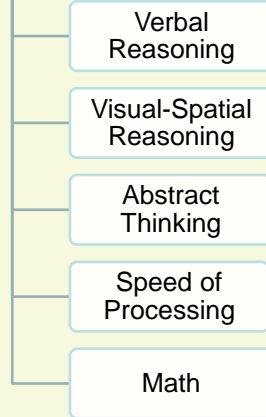 Verbal
Reasoning
Visual-Spatial
Reasoning
Abstract
Thinking
Speed of
Processing
Math